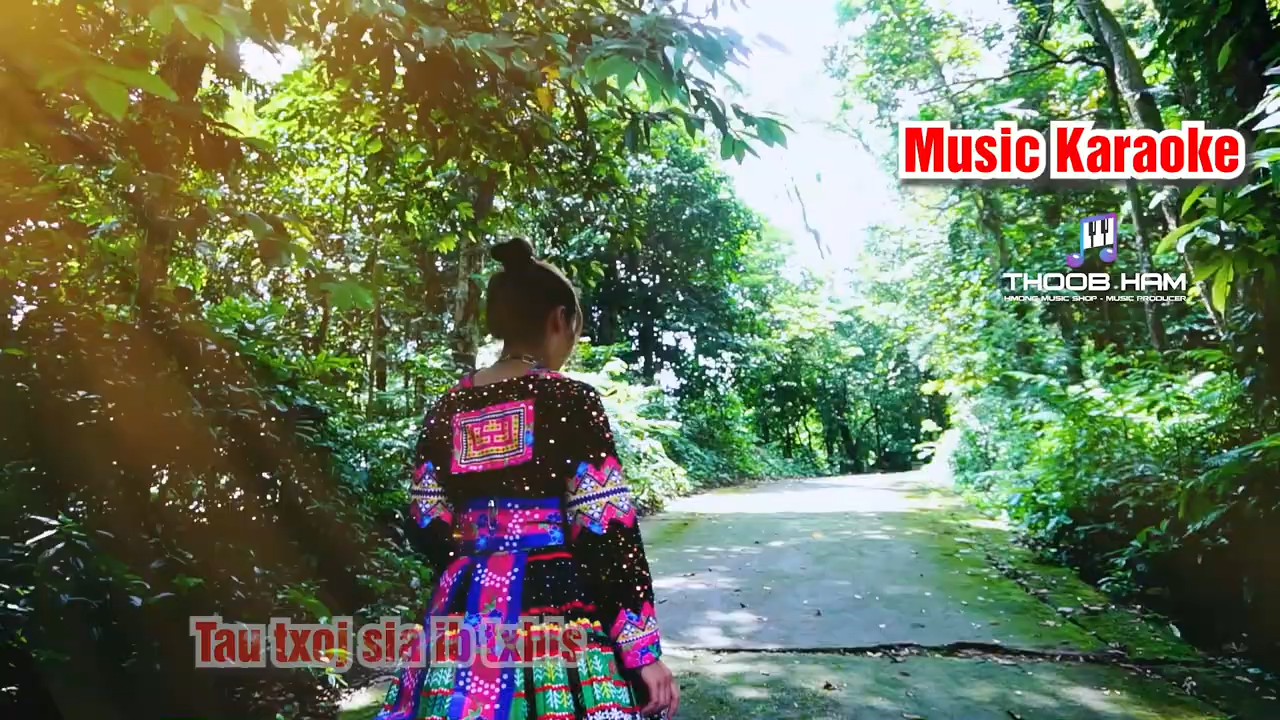 Music Karaoke
THOOB HAM
HMONG MUSIC SHOP - MUSIC PRODUCER
Tau txoj sia ib txhis